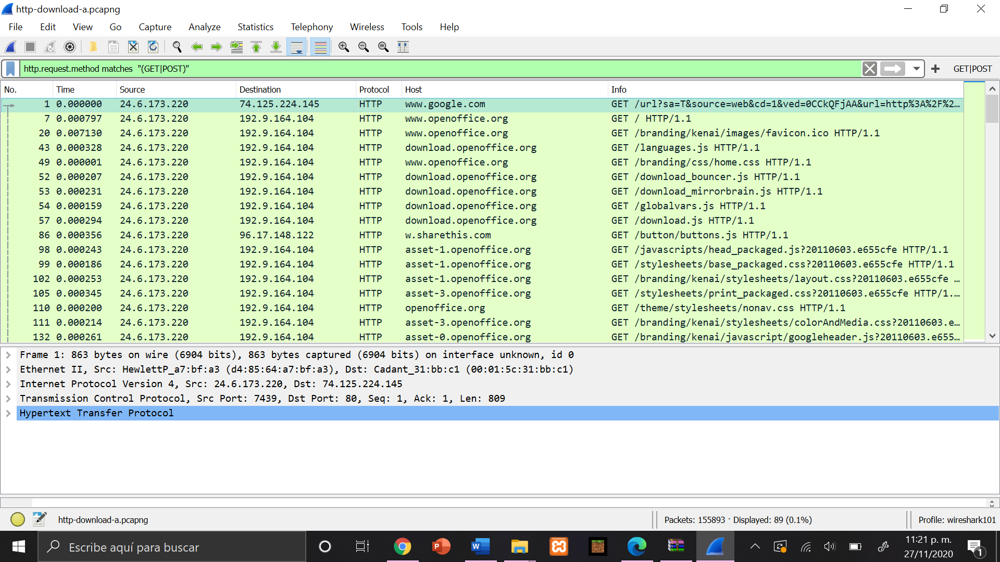 http-download-a.pcapng
File Edit View Go Capture Analyze Statistics Telephony Wireless Tools Help
http.request.method matches "(GET|POST)" GET|POST
No. Time Source Destination Protocol Host Info
1 0.000000 24.6.173.220 74.125.224.145 HTTP www.google.com GET /url?sa=T&source=web&cd=1&ved=0CCkQFjAA&url=http%3A%2F%2…
7 0.000797 24.6.173.220 192.9.164.104 HTTP www.openoffice.org GET / HTTP/1.1
20 0.007130 24.6.173.220 192.9.164.104 HTTP www.openoffice.org GET /branding/kenai/images/favicon.ico HTTP/1.1
43 0.000328 24.6.173.220 192.9.164.104 HTTP download.openoffice.org GET /languages.js HTTP/1.1
49 0.000001 24.6.173.220 192.9.164.104 HTTP www.openoffice.org GET /branding/css/home.css HTTP/1.1
52 0.000207 24.6.173.220 192.9.164.104 HTTP download.openoffice.org GET /download_bouncer.js HTTP/1.1
53 0.000231 24.6.173.220 192.9.164.104 HTTP download.openoffice.org GET /download_mirrorbrain.js HTTP/1.1
54 0.000159 24.6.173.220 192.9.164.104 HTTP download.openoffice.org GET /globalvars.js HTTP/1.1
57 0.000294 24.6.173.220 192.9.164.104 HTTP download.openoffice.org GET /download.js HTTP/1.1
86 0.000356 24.6.173.220 96.17.148.122 HTTP w.sharethis.com GET /button/buttons.js HTTP/1.1
98 0.000243 24.6.173.220 192.9.164.104 HTTP asset-1.openoffice.org GET /javascripts/head_packaged.js?20110603.e655cfe HTTP/1.1
99 0.000186 24.6.173.220 192.9.164.104 HTTP asset-1.openoffice.org GET /stylesheets/base_packaged.css?20110603.e655cfe HTTP/1.1
102 0.000253 24.6.173.220 192.9.164.104 HTTP asset-1.openoffice.org GET /branding/kenai/stylesheets/layout.css?20110603.e655cfe …
105 0.000345 24.6.173.220 192.9.164.104 HTTP asset-3.openoffice.org GET /stylesheets/print_packaged.css?20110603.e655cfe HTTP/1.…
110 0.000200 24.6.173.220 192.9.164.104 HTTP openoffice.org GET /theme/stylesheets/nonav.css HTTP/1.1
111 0.000214 24.6.173.220 192.9.164.104 HTTP asset-3.openoffice.org GET /branding/kenai/stylesheets/colorAndMedia.css?20110603.e…
132 0.000261 24.6.173.220 192.9.164.104 HTTP asset-0.openoffice.org GET /branding/kenai/javascript/googleheader.js?20110603.e655…
Frame 1: 863 bytes on wire (6904 bits), 863 bytes captured (6904 bits) on interface unknown, id 0
Ethernet II, Src: HewlettP_a7:bf:a3 (d4:85:64:a7:bf:a3), Dst: Cadant_31:bb:c1 (00:01:5c:31:bb:c1)
Internet Protocol Version 4, Src: 24.6.173.220, Dst: 74.125.224.145
Transmission Control Protocol, Src Port: 7439, Dst Port: 80, Seq: 1, Ack: 1, Len: 809
Hypertext Transfer Protocol
http-download-a.pcapng Packets: 155893 · Displayed: 89 (0.1%) Profile: wireshark101
Escribe aquí para buscar
11:21 p. m.
27/11/2020
1